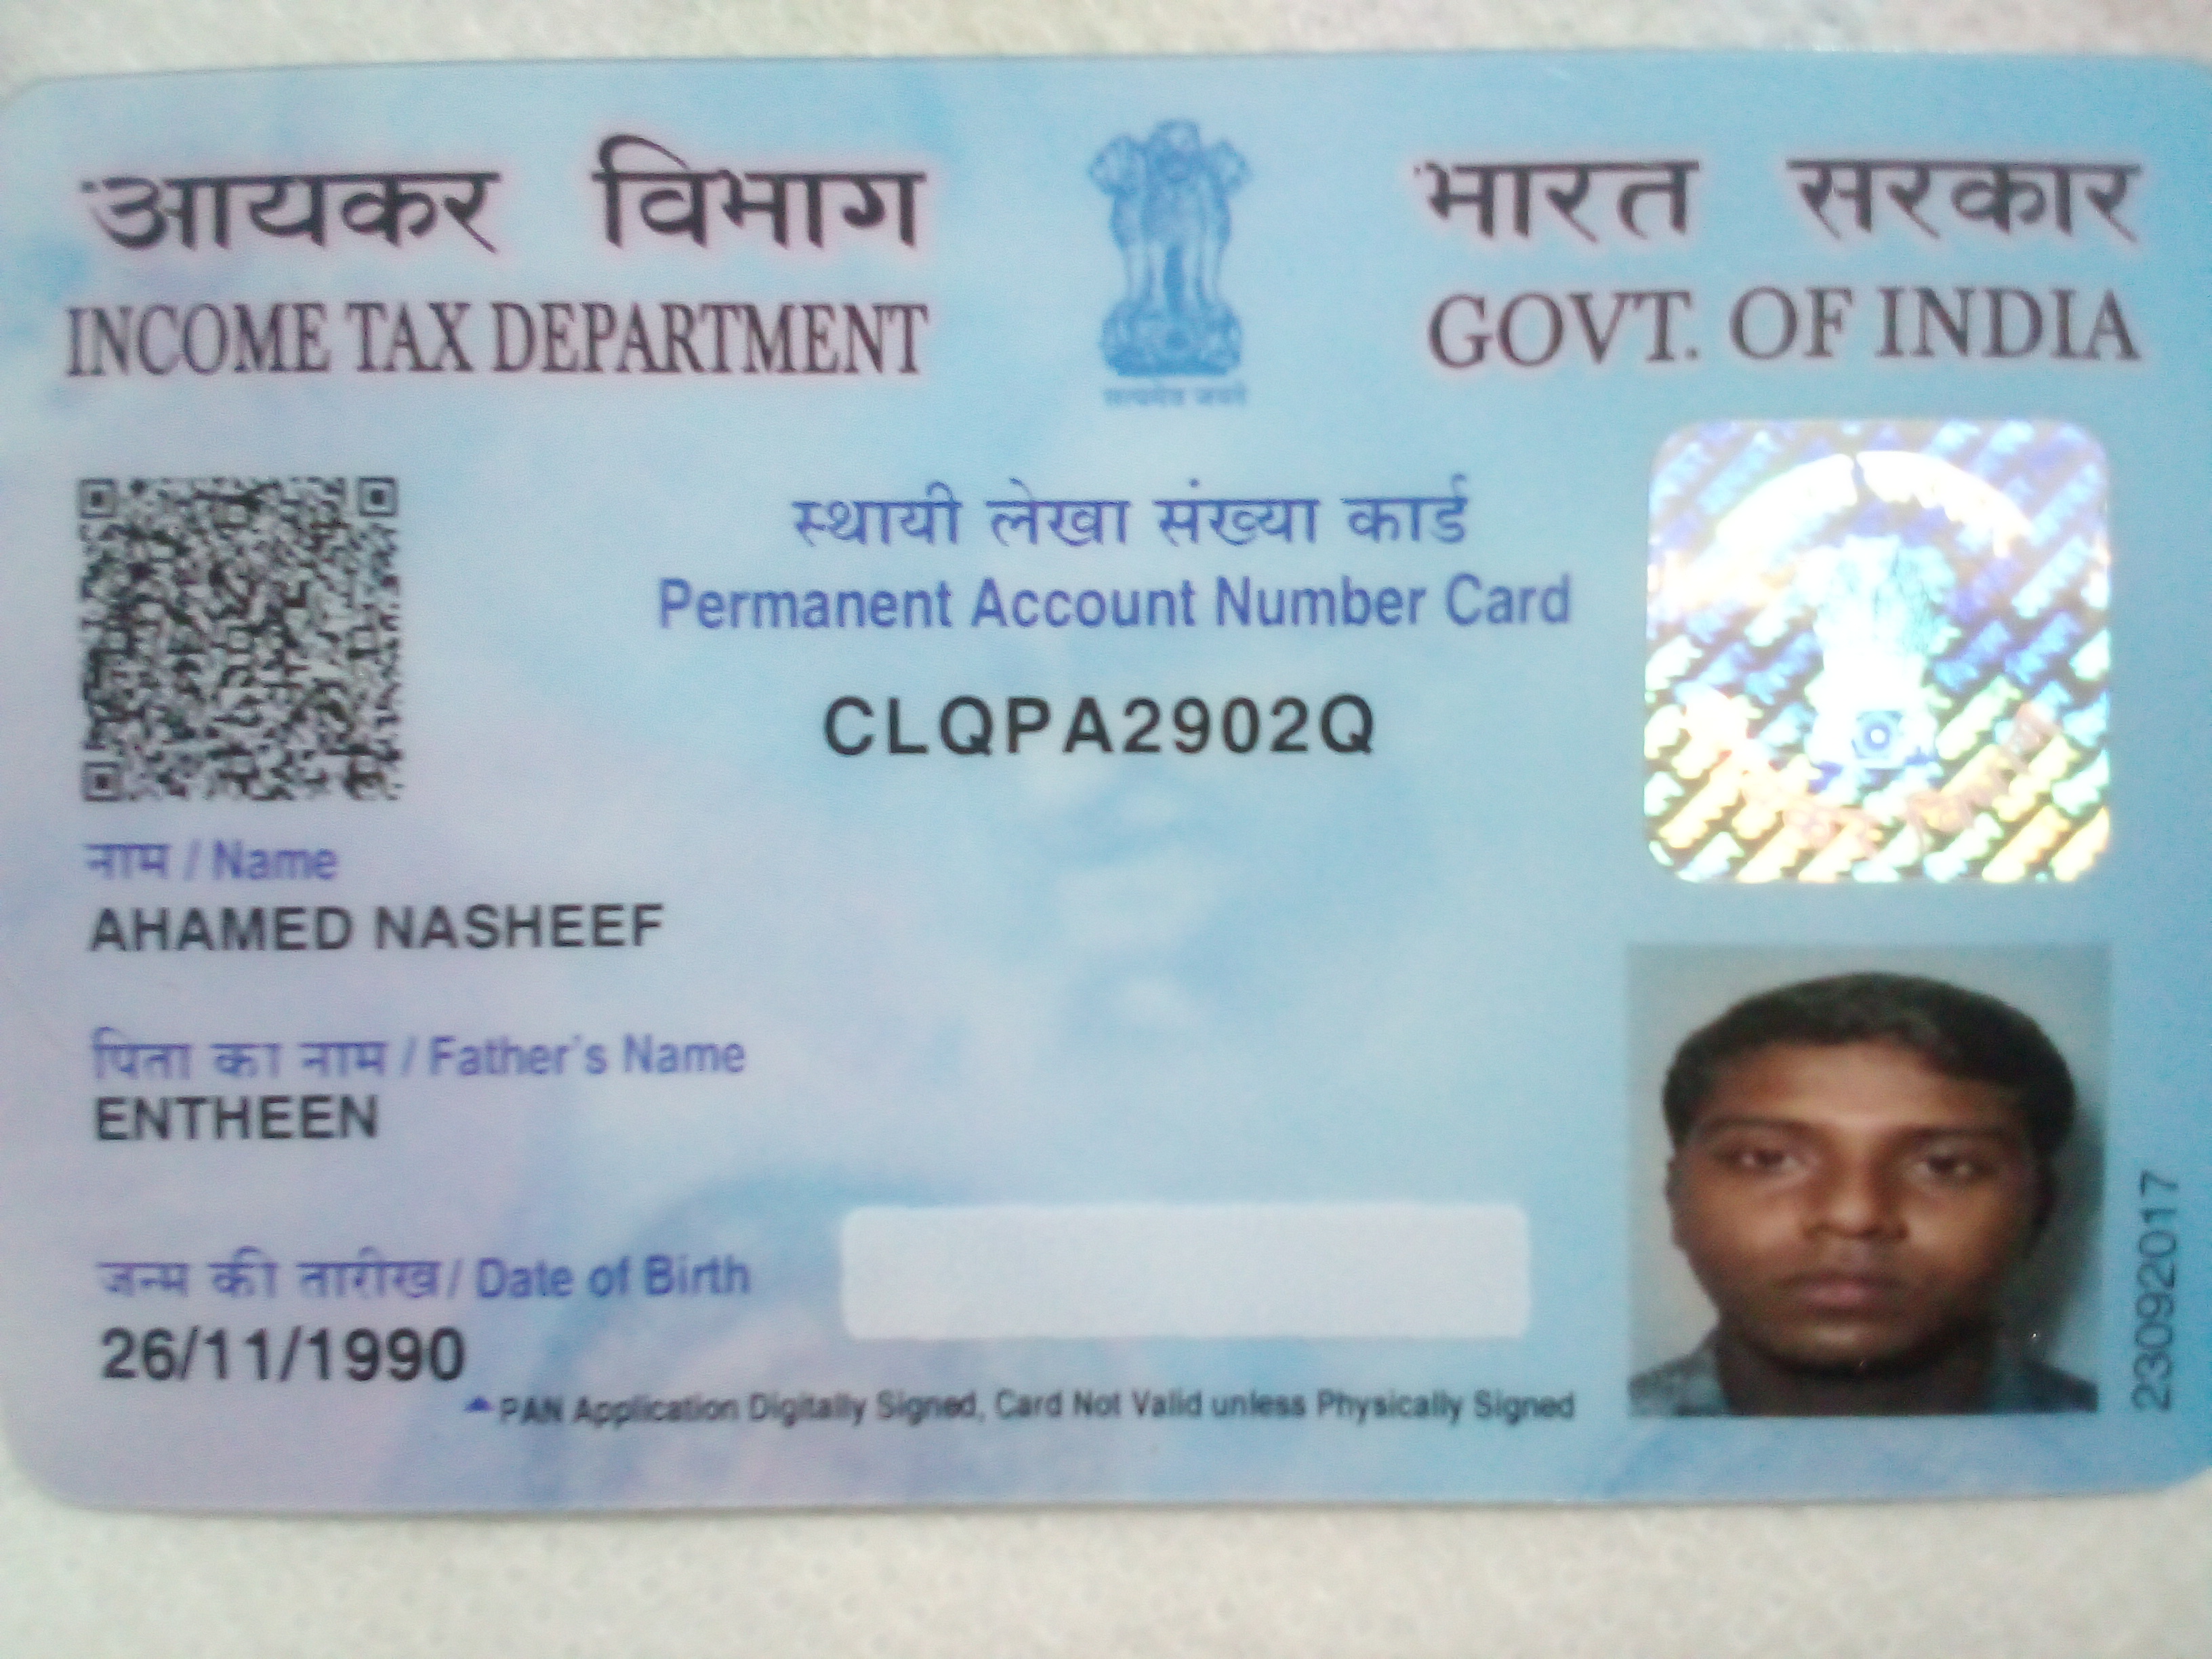 आयकर विभाग
INCOME TAX DEPARTMENT
सत्यमेव जयते
भारत सरकार
GOVT. OF INDIA
स्थायी लेखा संख्या कार्ड
Permanent Account Number Card
CLQPA2902Q
नाम / Name
AHAMED NASHEEF
पिता का नाम / Father's Name
ENTHEEN
जन्म की तारीख / Date of Birth
26/11/1990
PAN Application Digitally Signed, Card Not Valid unless Physically Signed
23092017